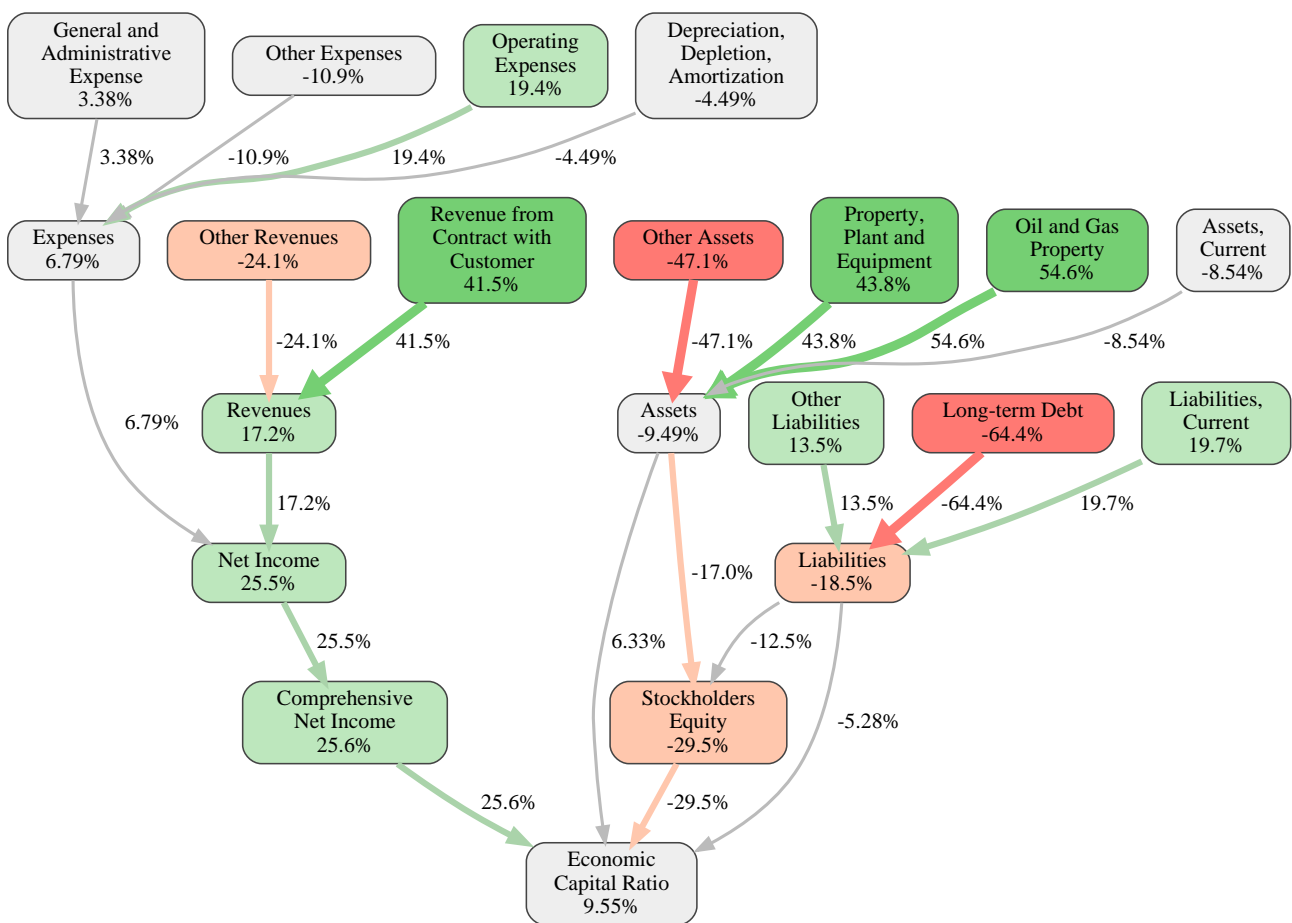 General and
Administrative
Expense
3.38%
Other Expenses
-10.9%
Operating
Expenses
19.4%
Depreciation,
Depletion,
Amortization
-4.49%
3.38%
-10.9%
19.4%
-4.49%
Expenses
6.79%
Other Revenues
-24.1%
Revenue from
Contract with
Customer
41.5%
Other Assets
-47.1%
Property,
Plant and
Equipment
43.8%
Oil and Gas
Property
54.6%
Assets,
Current
-8.54%
-24.1%
41.5%
-47.1%
43.8%
54.6%
-8.54%
6.79%
Revenues
17.2%
Assets
-9.49%
Other
Liabilities
13.5%
Long-term Debt
-64.4%
Liabilities,
Current
19.7%
17.2%
13.5%
-64.4%
19.7%
Net Income
25.5%
-17.0%
Liabilities
-18.5%
25.5%
6.33%
-12.5%
-5.28%
Comprehensive
Net Income
25.6%
Stockholders
Equity
-29.5%
25.6%
-29.5%
Economic
Capital Ratio
9.55%